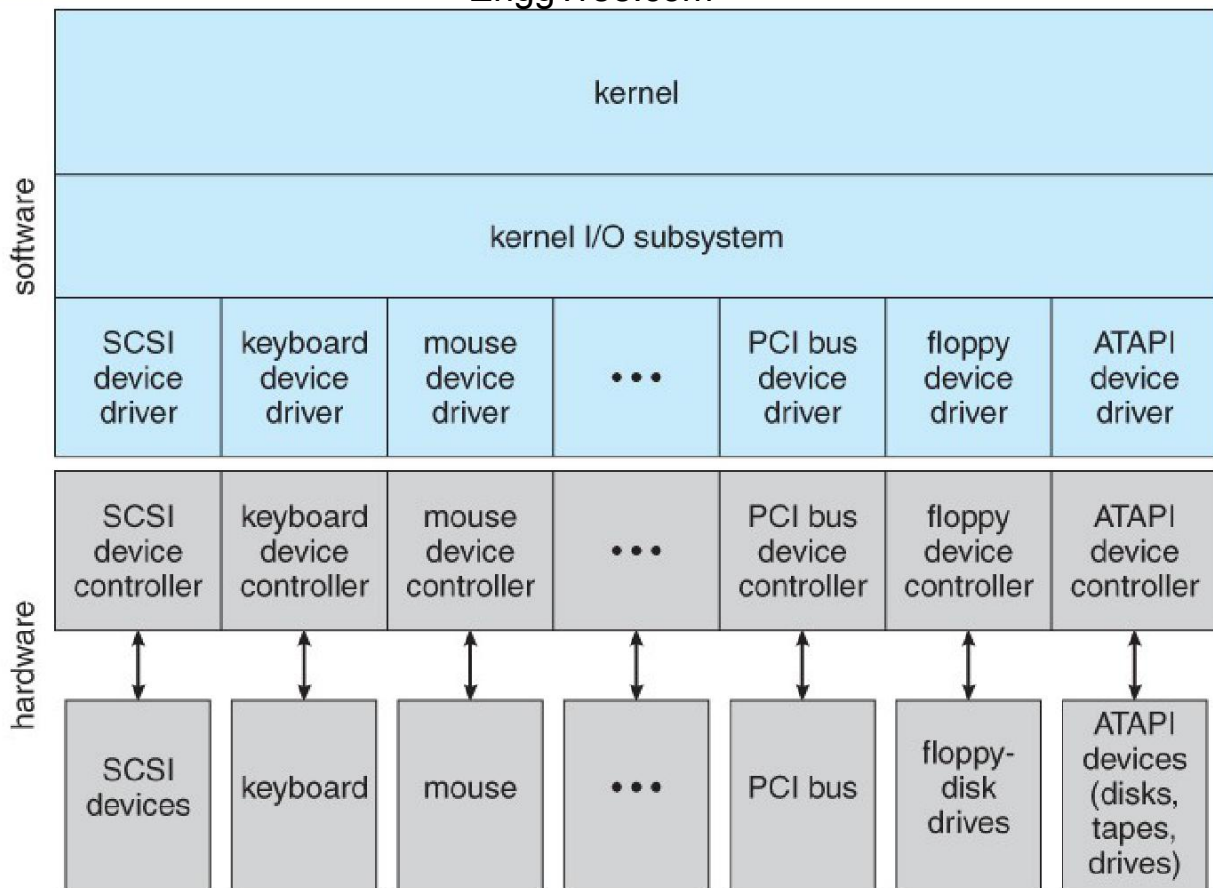 EnggTree.com
kernel
software
kernel I/O subsystem
SCSI
device
driver
keyboard
device
driver
mouse
device
driver
•••
PCI bus
device
driver
floppy
device
driver
ATAPI
device
driver
hardware
SCSI
device
controller
keyboard
device
controller
mouse
device
controller
•••
PCI bus
device
controller
floppy
device
controller
ATAPI
device
controller
SCSI
devices
keyboard
mouse
•••
PCI bus
floppy-
disk
drives
ATAPI
devices
(disks,
tapes,
drives)